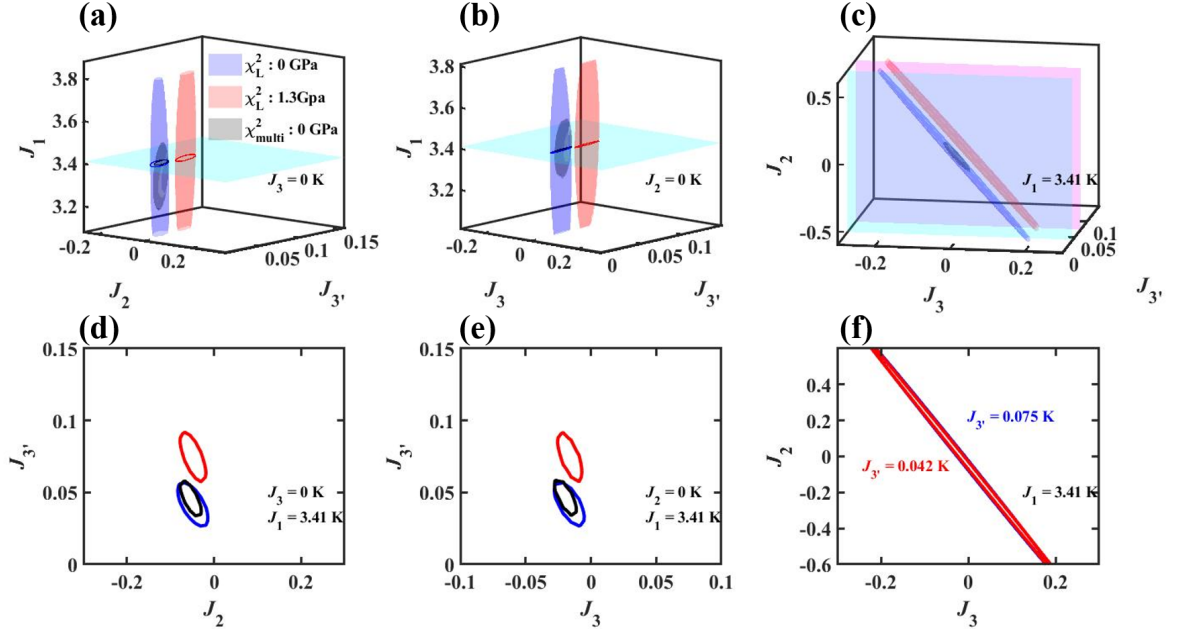 (a)
3.8
3.6
3.4
3.2
J1
χ²L : 0 GPa
χ²L : 1.3Gpa
χ²multi : 0 GPa
J3 = 0 K
-0.2
0
0.2
0.05
0.1
0.15
J2
J3'
(b)
3.8
3.6
3.4
3.2
J1
J2 = 0 K
-0.2
0
0.2
0
0.05
0.1
J3
J3'
(c)
0.5
0
-0.5
J2
J1 = 3.41 K
-0.2
0
0.2
0
0.05
0.1
J3
J3'
(d)
0.15
0.1
0.05
0
J3'
J3 = 0 K
J1 = 3.41 K
-0.2
0
0.2
J2
(e)
0.15
0.1
0.05
0
J3'
J2 = 0 K
J1 = 3.41 K
-0.1
-0.05
0
0.05
0.1
J3
(f)
0.4
0.2
0
-0.2
-0.4
-0.6
J2
J3' = 0.075 K
J3' = 0.042 K
J1 = 3.41 K
-0.2
0
0.2
J3